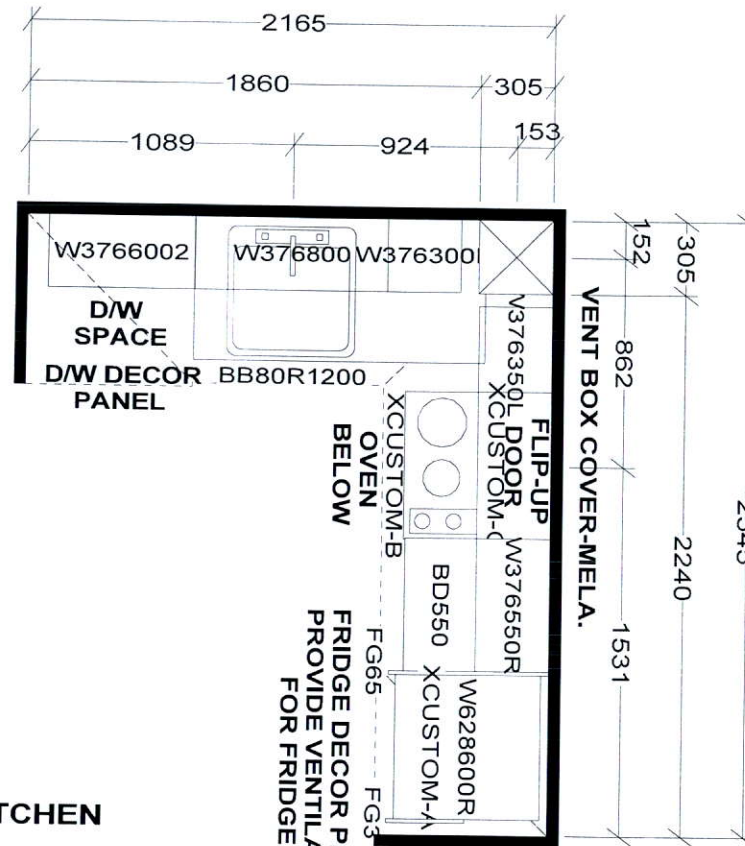 2165
1860
305
1089
924
153
W3766002
W376800
W376300
D/W
SPACE
D/W DECOR
PANEL
BB80R1200
152
305
862
2240
1531
VENT BOX COVER-MELA.
376350L
FLIP-UP
DOOR
XCUSTOM-
XCUSTOM-B
OVEN
BELOW
W376550R
BD550
XCUSTOM-A
W628600R
FG65
FG3
FRIDGE DECOR P
PROVIDE VENTILA
FOR FRIDGE
TCHEN